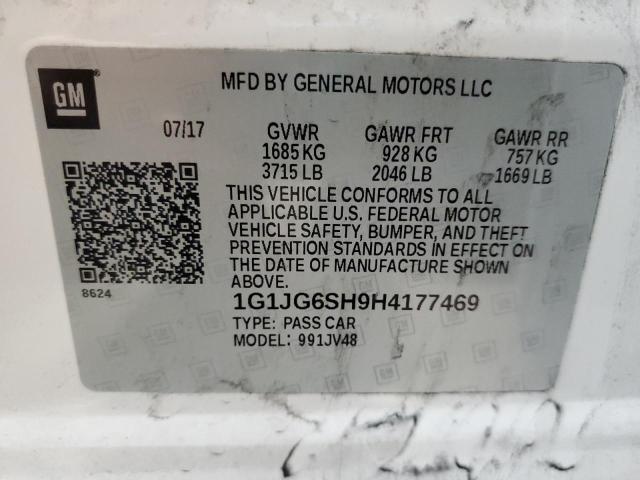 GM
MFD BY GENERAL MOTORS LLC
07/17 GVWR GAWR FRT GAWR RR
1685 KG 928 KG 757 KG
3715 LB 2046 LB 1669 LB
THIS VEHICLE CONFORMS TO ALL
APPLICABLE U.S. FEDERAL MOTOR
VEHICLE SAFETY, BUMPER, AND THEFT
PREVENTION STANDARDS IN EFFECT ON
THE DATE OF MANUFACTURE SHOWN
ABOVE.
8624
1G1JG6SH9H4177469
TYPE: PASS CAR
MODEL: 991JV48